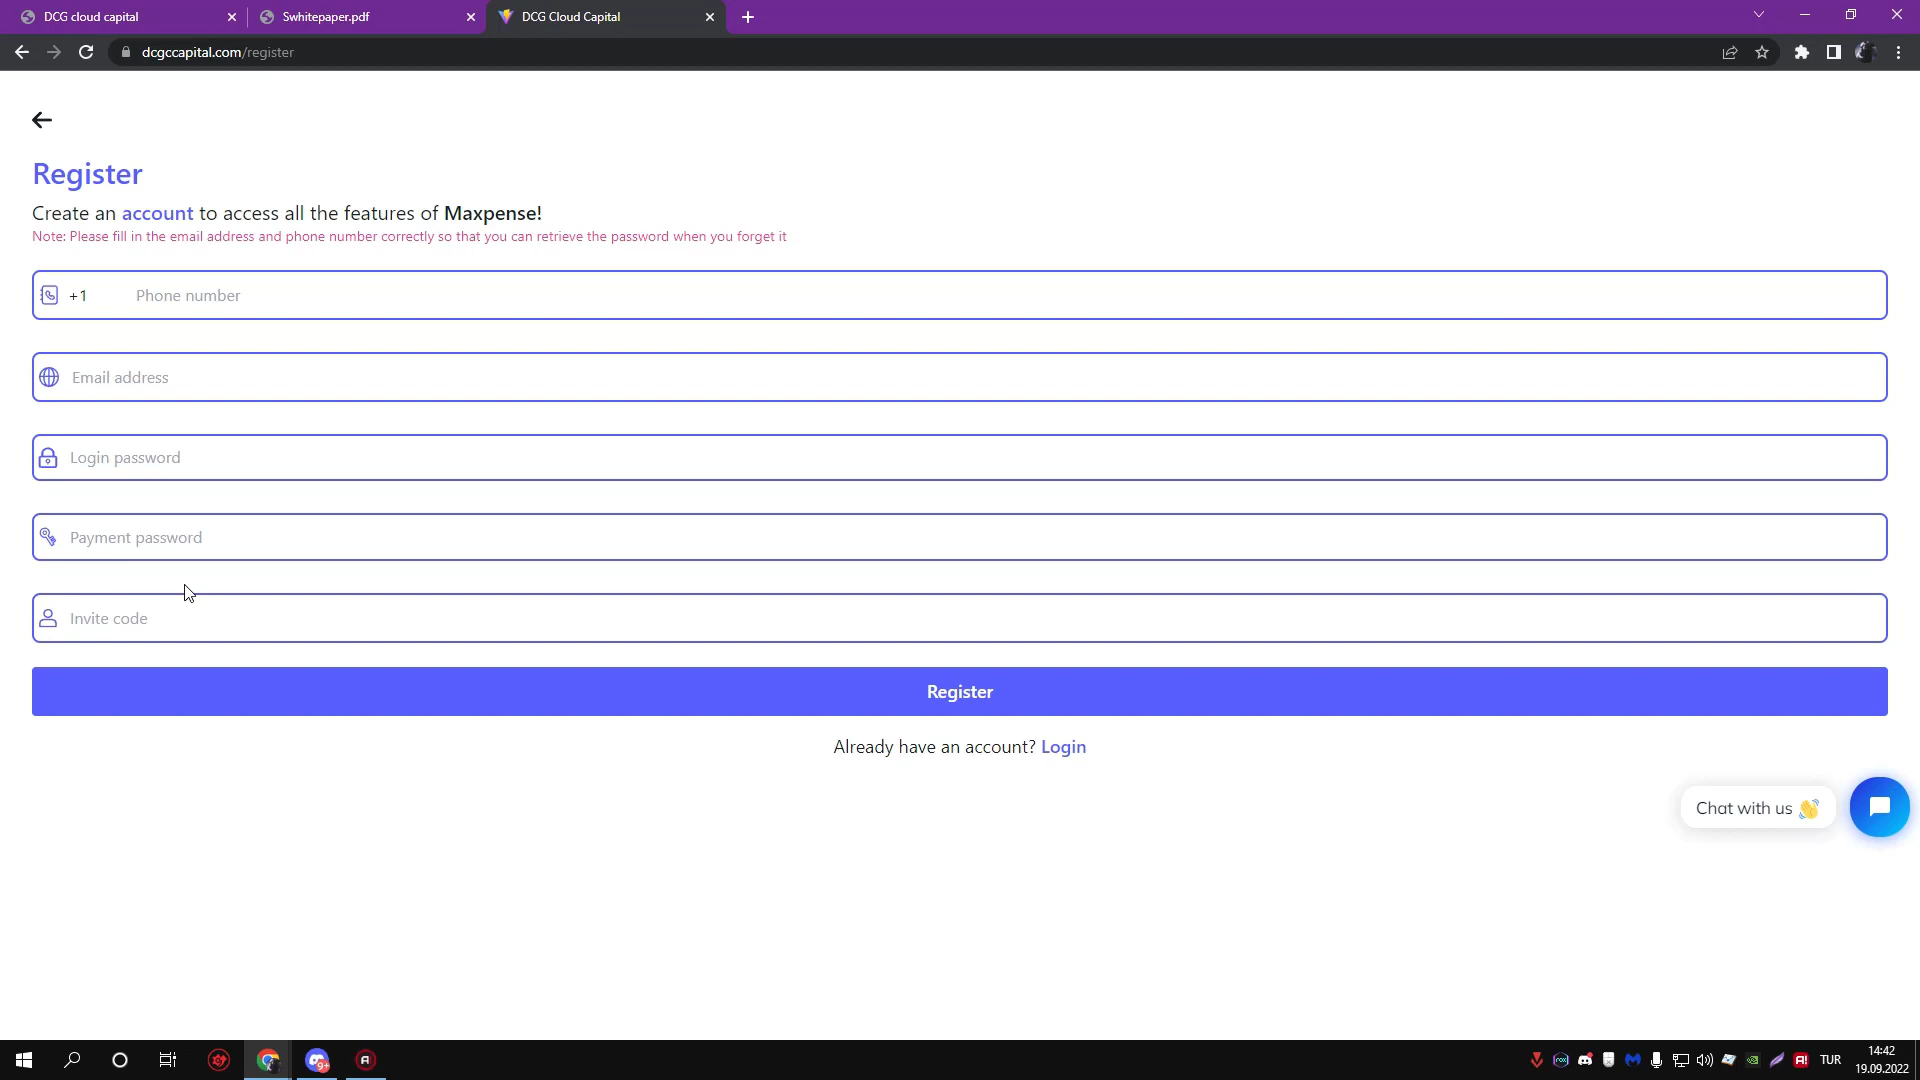 DCG cloud capital
Swhitepaper.pdf
DCG Cloud Capital
dcgccapital.com/register
Register
Create an account to access all the features of Maxpense!
Note: Please fill in the email address and phone number correctly so that you can retrieve the password when you forget it
+1 Phone number
Email address
Login password
Payment password
Invite code
Register
Already have an account? Login
Chat with us 👋
9+
TUR
14:42
19.09.2022